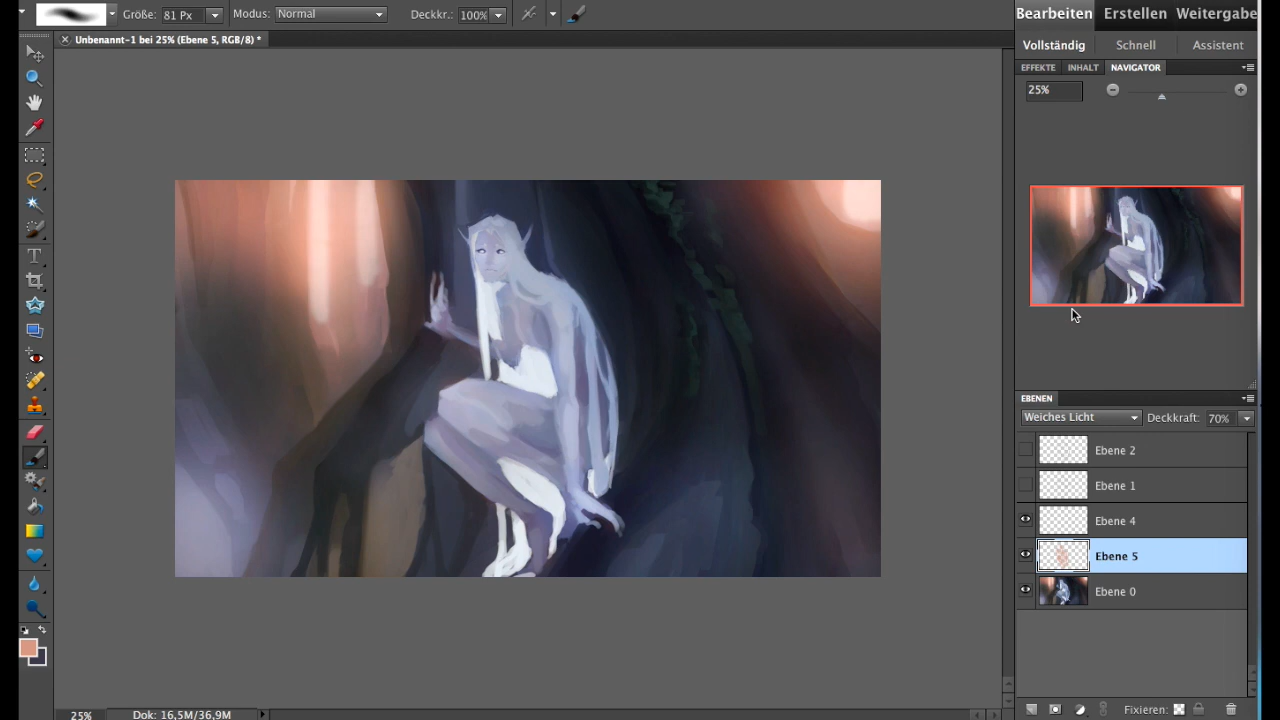 Größe: 81 Px Modus: Normal Deckkr.: 100%
Bearbeiten Erstellen Weitergabe
Unbenannt-1 bei 25% (Ebene 5, RGB/8) *
Vollständig Schnell Assistent
EFFEKTE INHALT NAVIGATOR
25%
EBENEN
Weiches Licht Deckkraft: 70%
Ebene 2
Ebene 1
Ebene 4
Ebene 5
Ebene 0
Fixieren:
25% Dok: 16,5M/36,9M